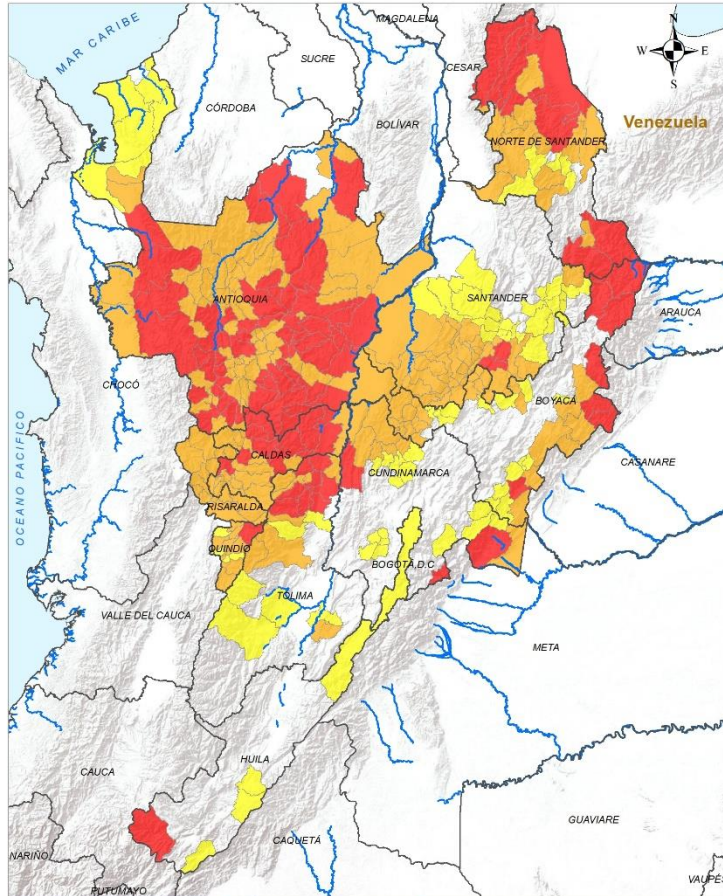 MAGDALENA
MAR CARIBE
SUCRE
CESAR
N
W
E
S
CÓRDOBA
BOLÍVAR
Venezuela
NORTE DE SANTANDER
ANTIOQUIA
SANTANDER
ARAUCA
CHOCÓ
BOYACÁ
OCEANO PACIFICO
CALDAS
CUNDINAMARCA
CASANARE
RISARALDA
QUINDÍO
BOGOTÁ, D.C
TOLIMA
VALLE DEL CAUCA
META
HUILA
CAUCA
GUAVIARE
CAQUETÁ
NARIÑO
PUTUMAYO
VAUPÉ